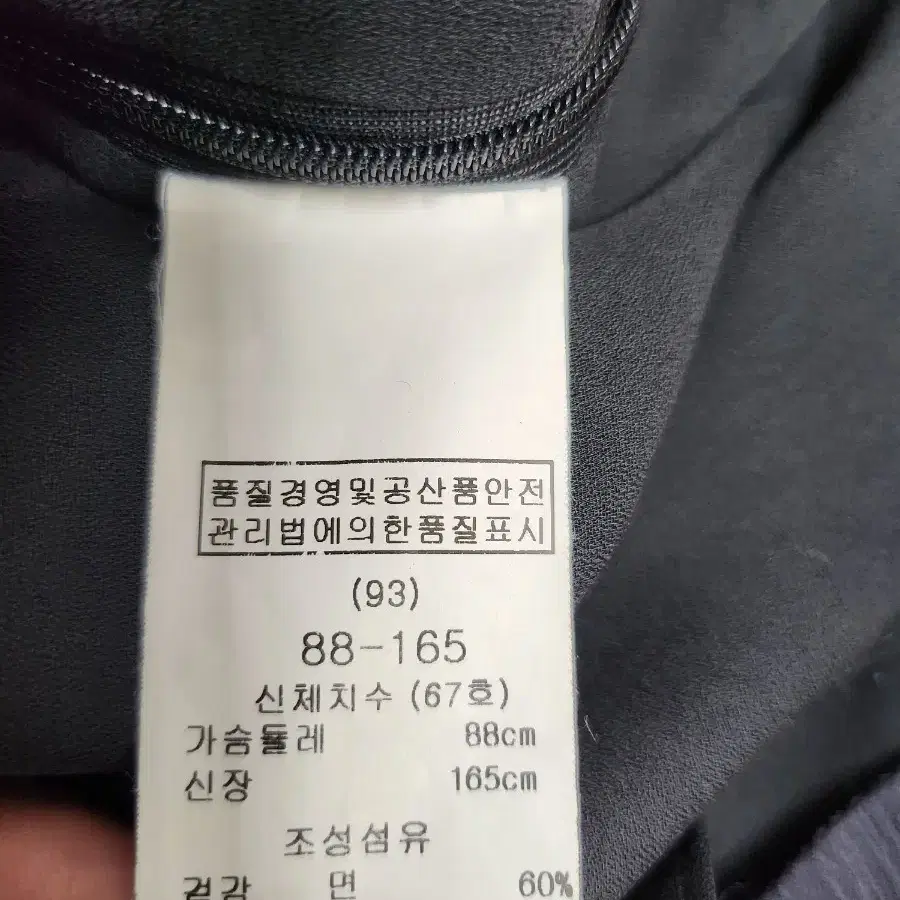 품질경영및공산품안전
관리법에의한품질표시
(93)
88-165
신체치수 (67호)
가슴둘레 88cm
신장 165cm
조성섬유
겉감 면 60%